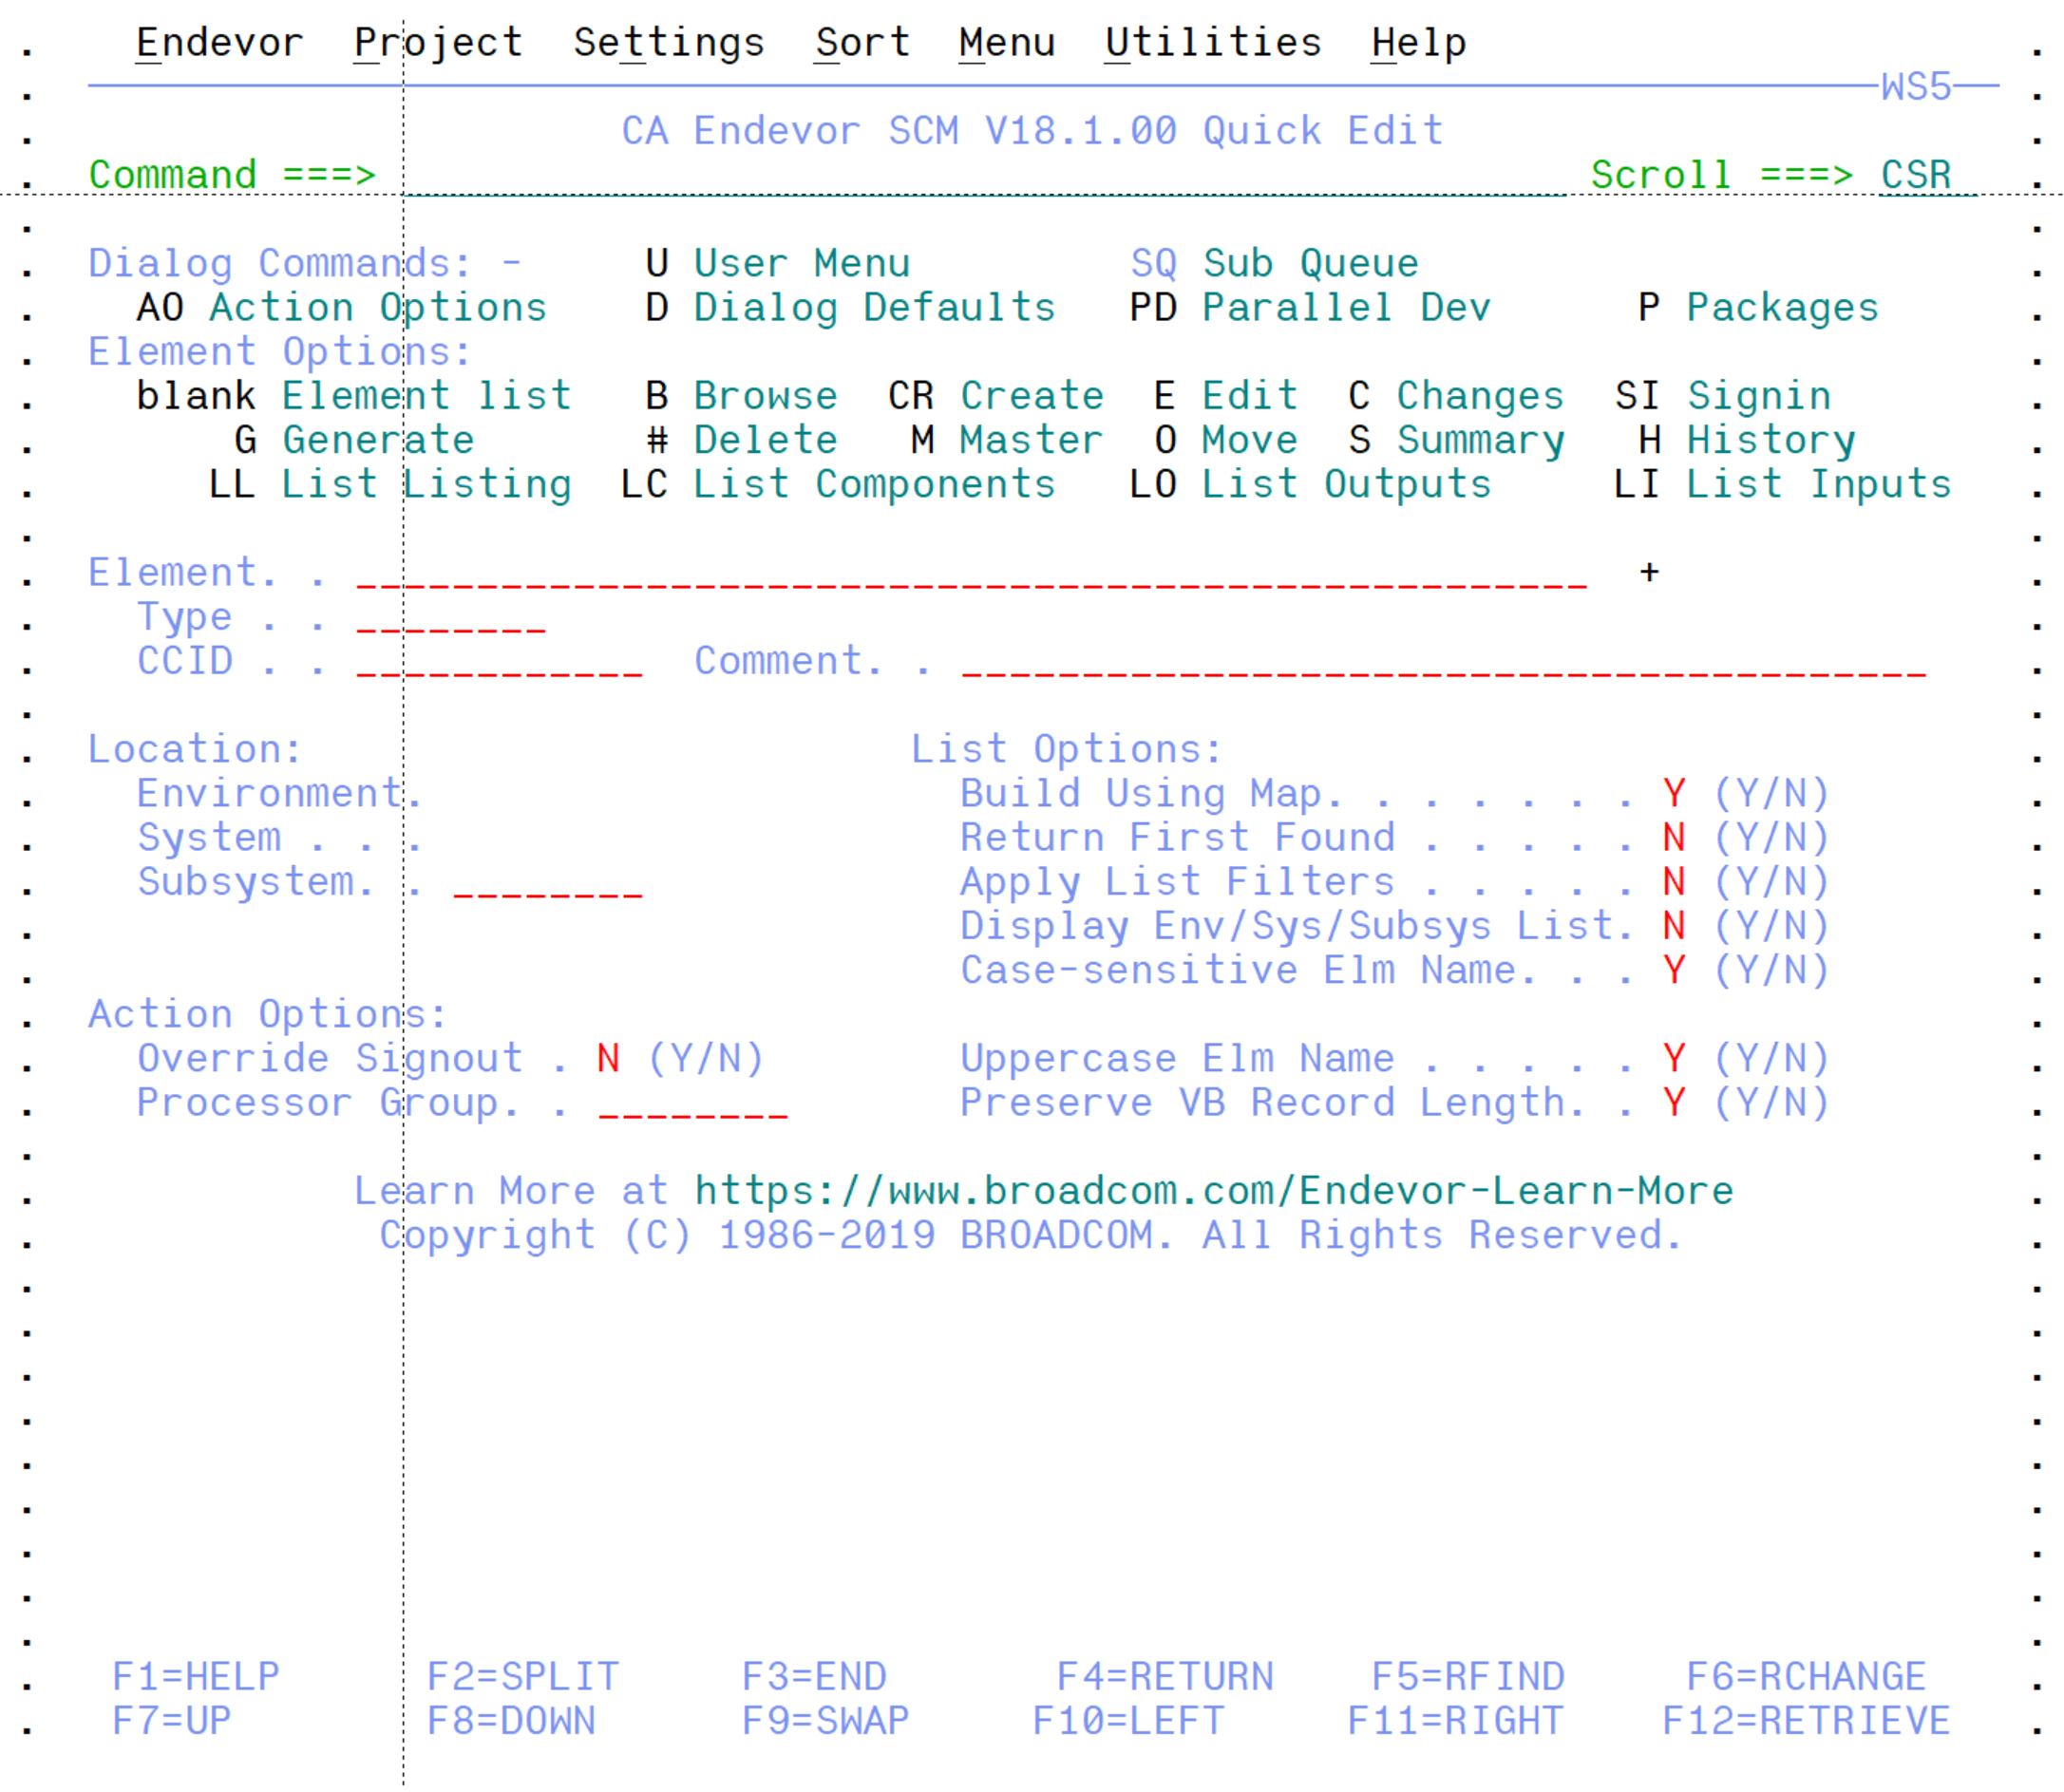 Endevor Project Settings Sort Menu Utilities Help
WS5
CA Endevor SCM V18.1.00 Quick Edit
Command ===> Scroll ===> CSR
Dialog Commands: - U User Menu SQ Sub Queue
AO Action Options D Dialog Defaults PD Parallel Dev P Packages
Element Options:
blank Element list B Browse CR Create E Edit C Changes SI Signin
G Generate # Delete M Master O Move S Summary H History
LL List Listing LC List Components LO List Outputs LI List Inputs
Element. . ___________________________________________________ +
Type . . ________
CCID . . ____________ Comment. . ________________________________________
Location: List Options:
Environment. Build Using Map. . . . . . . Y (Y/N)
System . . . Return First Found . . . . . N (Y/N)
Subsystem. . ________ Apply List Filters . . . . . N (Y/N)
Display Env/Sys/Subsys List. N (Y/N)
Case-sensitive Elm Name. . . Y (Y/N)
Action Options:
Override Signout . N (Y/N) Uppercase Elm Name . . . . . Y (Y/N)
Processor Group. . ________ Preserve VB Record Length. . Y (Y/N)
Learn More at https://www.broadcom.com/Endevor-Learn-More
Copyright (C) 1986-2019 BROADCOM. All Rights Reserved.
F1=HELP F2=SPLIT F3=END F4=RETURN F5=RFIND F6=RCHANGE
F7=UP F8=DOWN F9=SWAP F10=LEFT F11=RIGHT F12=RETRIEVE